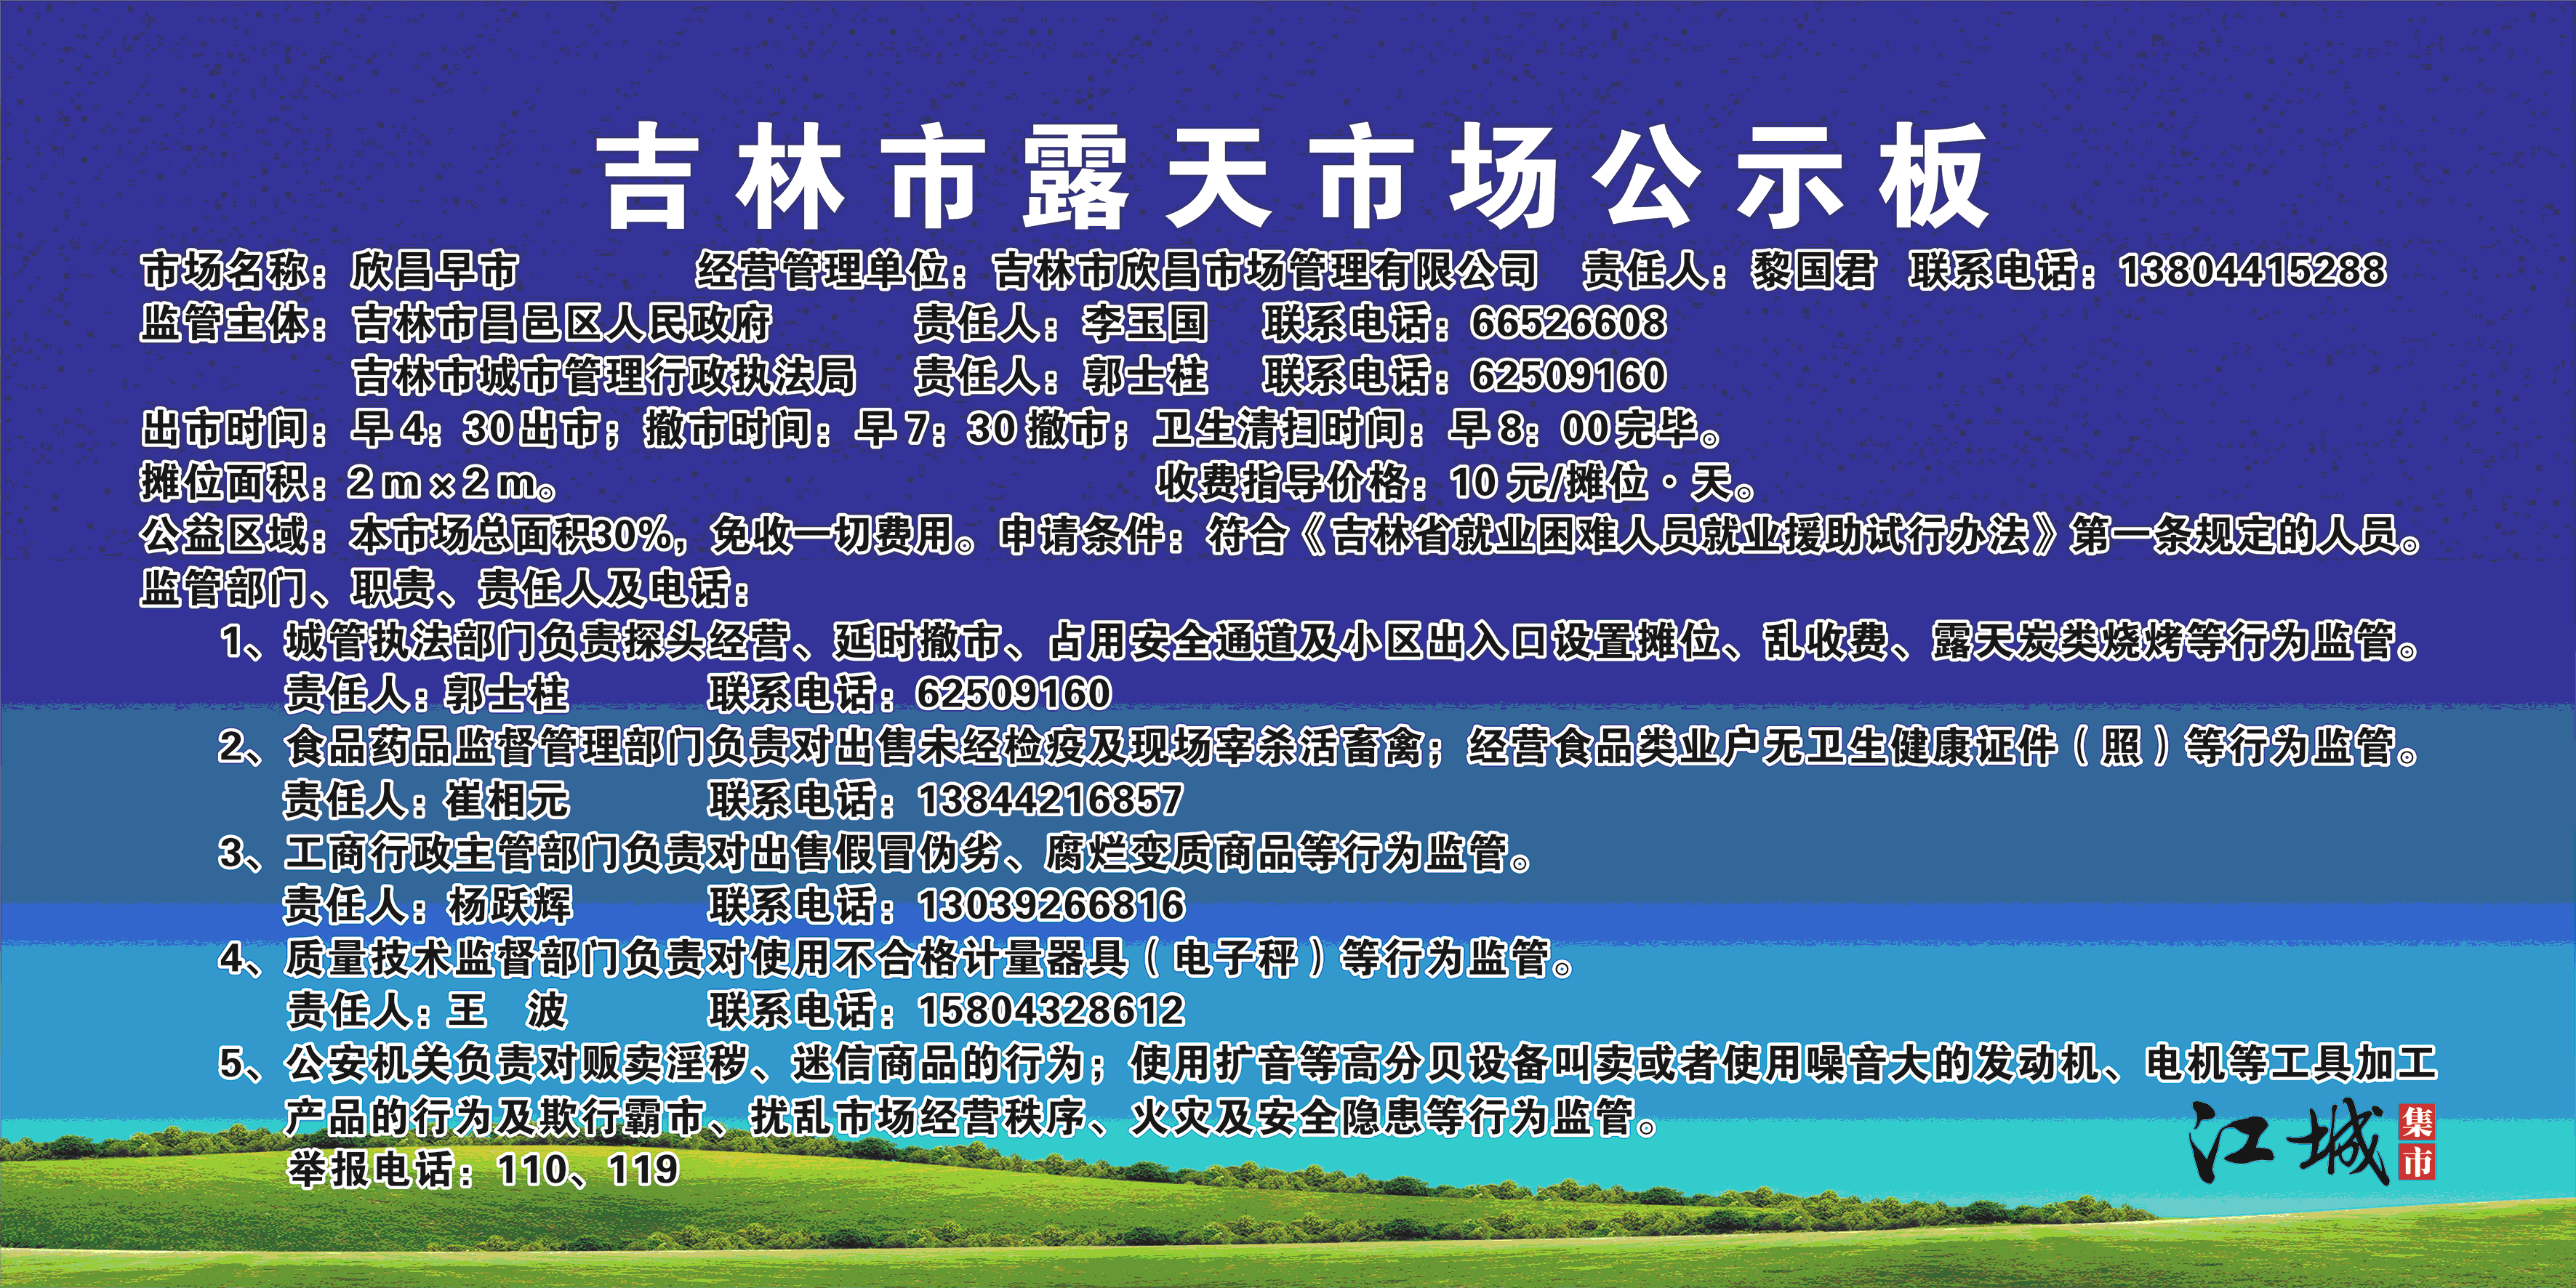 吉林市露天市场公示板
市场名称：欣昌早市 经营管理单位：吉林市欣昌市场管理有限公司 责任人：黎国君 联系电话：13804415288
监管主体：吉林市昌邑区人民政府 责任人：李玉国 联系电话：66526608
吉林市城市管理行政执法局 责任人：郭士柱 联系电话：62509160
出市时间：早4：30出市；撤市时间：早7：30撤市；卫生清扫时间：早8：00完毕。
摊位面积：2m×2m。 收费指导价格：10元/摊位·天。
公益区域：本市场总面积30%，免收一切费用。申请条件：符合《吉林省就业困难人员就业援助试行办法》第一条规定的人员。
监管部门、职责、责任人及电话：
1、城管执法部门负责探头经营、延时撤市、占用安全通道及小区出入口设置摊位、乱收费、露天炭类烧烤等行为监管。
责任人：郭士柱 联系电话：62509160
2、食品药品监督管理部门负责对出售未经检疫及现场宰杀活畜禽；经营食品类业户无卫生健康证件（照）等行为监管。
责任人：崔相元 联系电话：13844216857
3、工商行政主管部门负责对出售假冒伪劣、腐烂变质商品等行为监管。
责任人：杨跃辉 联系电话：13039266816
4、质量技术监督部门负责对使用不合格计量器具（电子秤）等行为监管。
责任人：王 波 联系电话：15804328612
5、公安机关负责对贩卖淫秽、迷信商品的行为；使用扩音等高分贝设备叫卖或者使用噪音大的发动机、电机等工具加工
产品的行为及欺行霸市、扰乱市场经营秩序、火灾及安全隐患等行为监管。
举报电话：110、119
江城集市